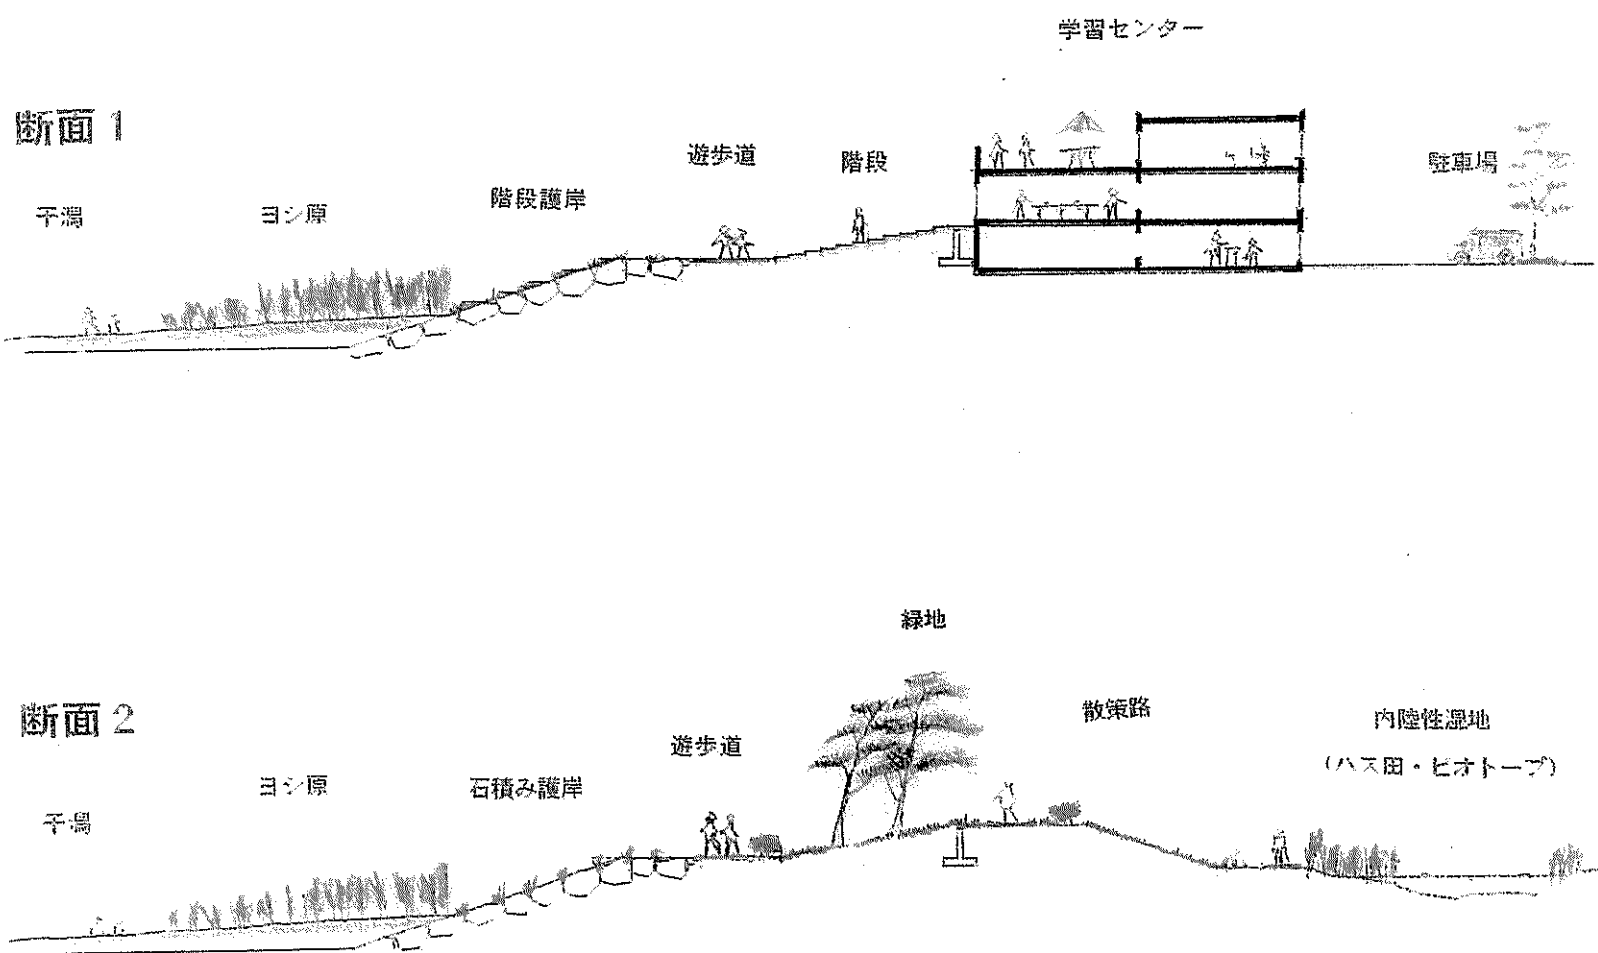 学習センター
断面1
遊歩道
階段
駐車場
階段護岸
干潟
ヨシ原
緑地
断面2
散策路
内陸性湿地
遊歩道
(ハス田・ビオトープ)
ヨシ原
石積み護岸
干潟